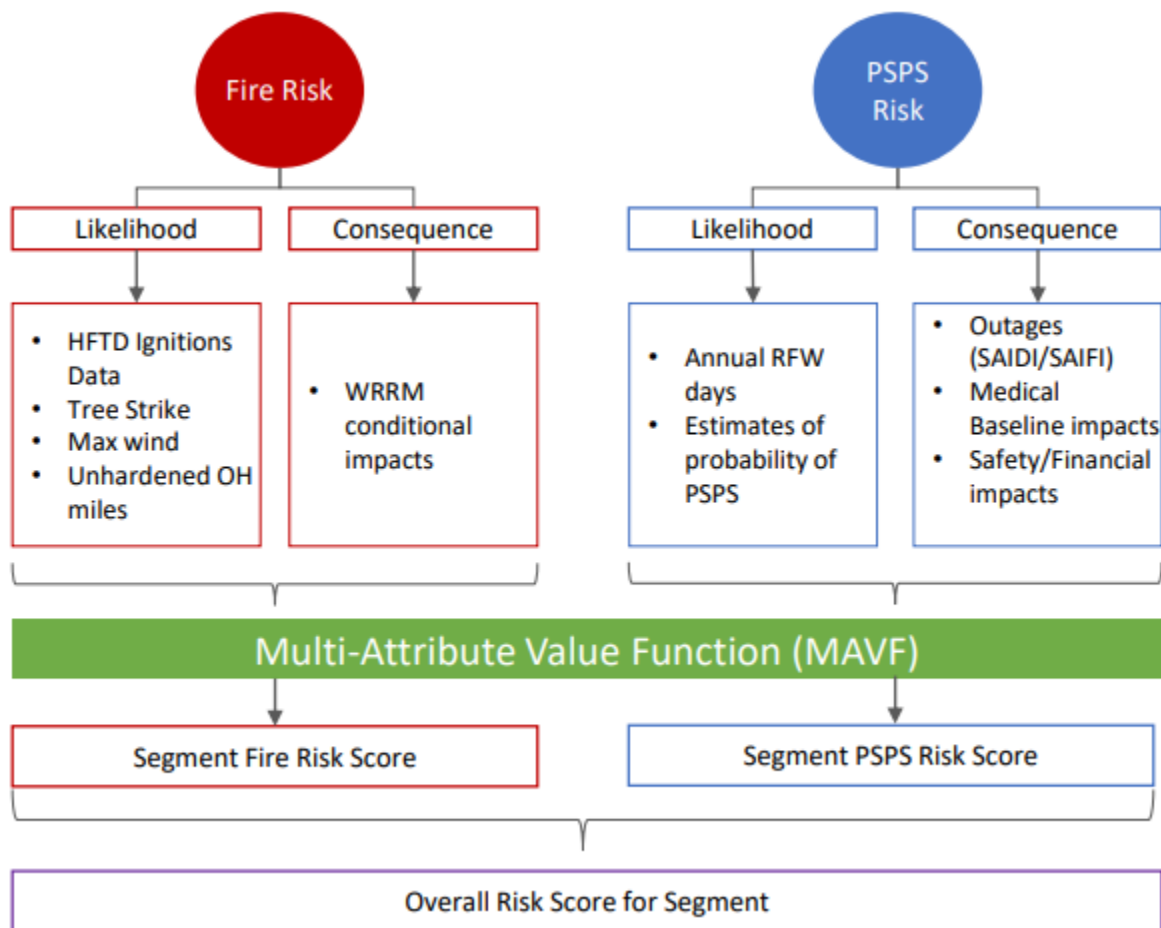 Fire Risk
PSPS
Risk
Likelihood
Consequence
Likelihood
Consequence
• HFTD Ignitions
Data
• Tree Strike
• Max wind
• Unhardened OH
miles
• WRRM
conditional
impacts
• Annual RFW
days
• Estimates of
probability of
PSPS
• Outages
(SAIDI/SAIFI)
• Medical
Baseline impacts
• Safety/Financial
impacts
Multi-Attribute Value Function (MAVF)
Segment Fire Risk Score
Segment PSPS Risk Score
Overall Risk Score for Segment